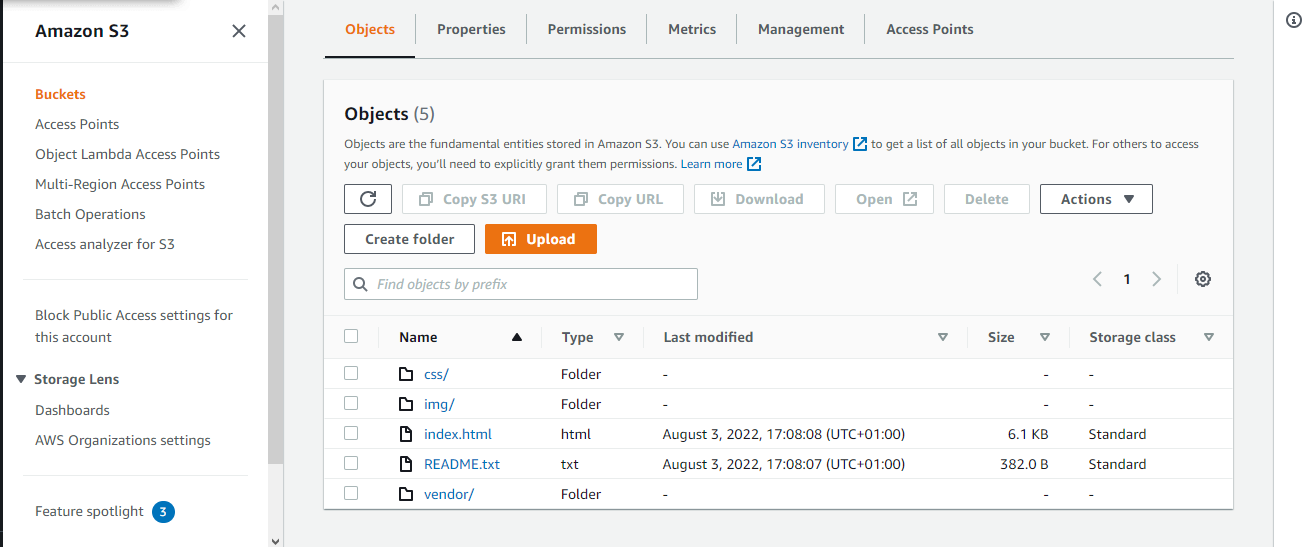 Amazon S3
Buckets
Access Points
Object Lambda Access Points
Multi-Region Access Points
Batch Operations
Access analyzer for S3
Block Public Access settings for
this account
Storage Lens
Dashboards
AWS Organizations settings
Feature spotlight 3
Objects Properties Permissions Metrics Management Access Points
Objects (5)
Objects are the fundamental entities stored in Amazon S3. You can use Amazon S3 inventory to get a list of all objects in your bucket. For others to access
your objects, you'll need to explicitly grant them permissions. Learn more
Copy S3 URI Copy URL Download Open Delete Actions
Create folder Upload
Find objects by prefix 1
Name Type Last modified Size Storage class
css/ Folder - - -
img/ Folder - - -
index.html html August 3, 2022, 17:08:08 (UTC+01:00) 6.1 KB Standard
README.txt txt August 3, 2022, 17:08:07 (UTC+01:00) 382.0 B Standard
vendor/ Folder - - -